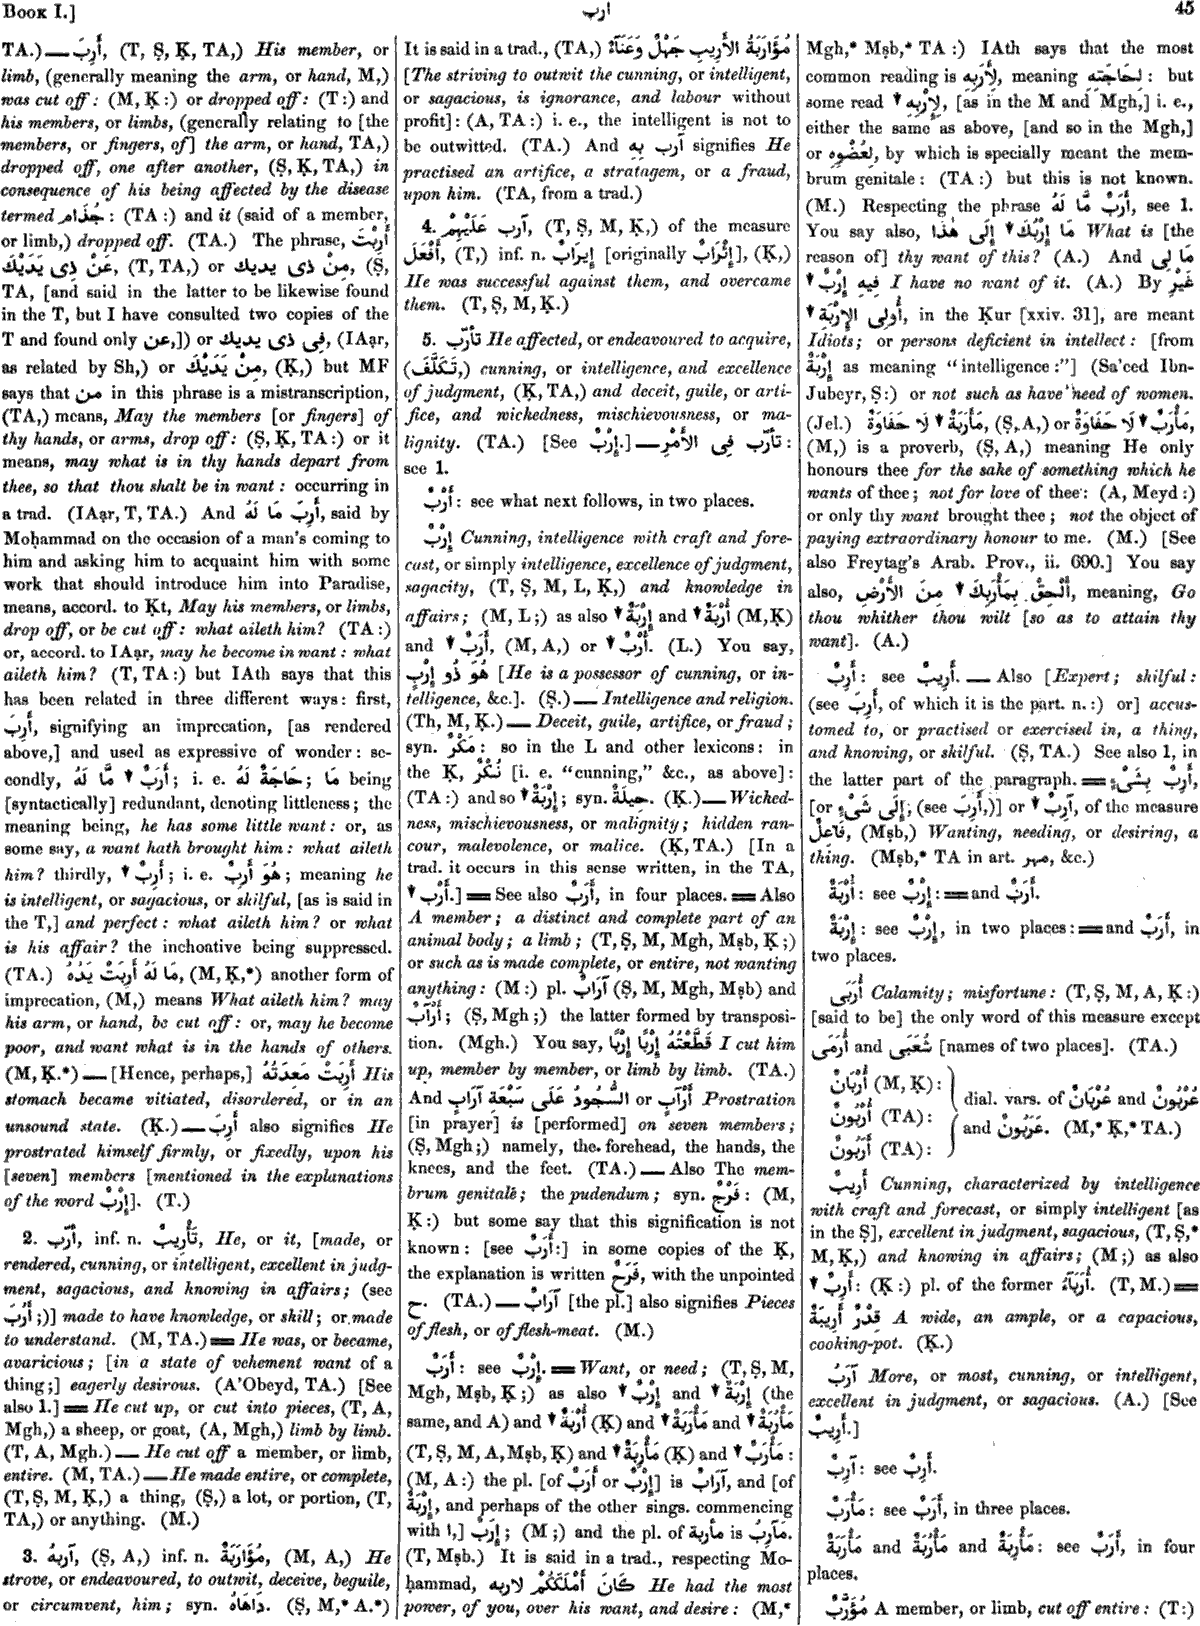 Book I.]
ارب
45
TA.) — أَرِبَ, (T, Ṣ, Ḳ, TA,) His member, or
limb, (generally meaning the arm, or hand, M,)
was cut off: (M, Ḳ:) or dropped off: (T:) and
his members, or limbs, (generally relating to [the
members, or fingers, of] the arm, or hand, TA,)
dropped off, one after another, (Ṣ, Ḳ, TA,) in
consequence of his being affected by the disease
termed جُذَام: (TA:) and it (said of a member,
or limb,) dropped off. (TA.) The phrase, أَرِبْتَ
عَنْ ذِى يَدَيْكَ, (T, TA,) or مِنْ ذى يديك, (Ṣ,
TA, [and said in the latter to be likewise found
in the T, but I have consulted two copies of the
T and found only عن,]) or فِى ذى يديك, (IAạr,
as related by Sh,) or مِنْ يَدَيْكَ, (Ḳ,) but MF
says that من in this phrase is a mistranscription,
(TA,) means, May the members [or fingers] of
thy hands, or arms, drop off: (Ṣ, Ḳ, TA:) or it
means, may what is in thy hands depart from
thee, so that thou shalt be in want: occurring in
a trad. (IAạr, T, TA.) And أَرِبَ مَا لَهُ, said by
Moḥammad on the occasion of a man's coming to
him and asking him to acquaint him with some
work that should introduce him into Paradise,
means, accord. to Ḳt, May his members, or limbs,
drop off, or be cut off: what aileth him? (TA:)
or, accord. to IAạr, may he become in want: what
aileth him? (T, TA:) but IAth says that this
has been related in three different ways: first,
أَرِبَ, signifying an imprecation, [as rendered
above,] and used as expressive of wonder: se-
condly, أَرَبٌ ▼ مَّا لَهُ; i. e. حَاجَةٌ لَهُ; مَا being
[syntactically] redundant, denoting littleness; the
meaning being, he has some little want: or, as
some say, a want hath brought him: what aileth
him? thirdly, أَرِبٌ ▼; i. e. هُوَ أَرِبٌ; meaning he
is intelligent, or sagacious, or skilful, [as is said in
the T,] and perfect: what aileth him? or what
is his affair? the inchoative being suppressed.
(TA.) مَا لَهُ أَرِبَتْ يَدُهُ, (M, Ḳ,*) another form of
imprecation, (M,) means What aileth him? may
his arm, or hand, be cut off: or, may he become
poor, and want what is in the hands of others.
(M, Ḳ.*) — [Hence, perhaps,] أَرِبَتْ مَعِدَتُهُ His
stomach became vitiated, disordered, or in an
unsound state. (Ḳ.) — أَرِبَ also signifies He
prostrated himself firmly, or fixedly, upon his
[seven] members [mentioned in the explanations
of the word إِرْبٌ]. (T.)
2. أرّب, inf. n. تَأْرِيبٌ, He, or it, [made, or
rendered, cunning, or intelligent, excellent in judg-
ment, sagacious, and knowing in affairs; (see
أَرُبَ;)] made to have knowledge, or skill; or made
to understand. (M, TA.) = He was, or became,
avaricious; [in a state of vehement want of a
thing;] eagerly desirous. (A'Obeyd, TA.) [See
also 1.] = He cut up, or cut into pieces, (T, A,
Mgh,) a sheep, or goat, (A, Mgh,) limb by limb.
(T, A, Mgh.) — He cut off a member, or limb,
entire. (M, TA.) — He made entire, or complete,
(T, Ṣ, M, Ḳ,) a thing, (Ṣ,) a lot, or portion, (T,
TA,) or anything. (M.)
3. آربهُ, (Ṣ, A,) inf. n. مُؤَارَبَةٌ, (M, A,) He
strove, or endeavoured, to outwit, deceive, beguile,
or circumvent, him; syn. دَاهَاهُ. (Ṣ, M,* A.*)
It is said in a trad., (TA,) مُؤَارَبَةُ الأَرِيبِ جَهْلٌ وَعَنَآءٌ
[The striving to outwit the cunning, or intelligent,
or sagacious, is ignorance, and labour without
profit]: (A, TA:) i. e., the intelligent is not to
be outwitted. (TA.) And آرب بِهِ signifies He
practised an artifice, a stratagem, or a fraud,
upon him. (TA, from a trad.)
4. آرب عَلَيْهِمْ, (T, Ṣ, M, Ḳ,) of the measure
أَفْعَلَ, (T,) inf. n. إِيرَابٌ [originally إِئْرَابٌ], (Ḳ,)
He was successful against them, and overcame
them. (T, Ṣ, M, Ḳ.)
5. تأرّب He affected, or endeavoured to acquire,
(تَكَلَّفَ,) cunning, or intelligence, and excellence
of judgment, (Ḳ, TA,) and deceit, guile, or arti-
fice, and wickedness, mischievousness, or ma-
lignity. (TA.) [See إِرْبٌ.] — تأرّب فِى الأَمْرِ:
see 1.
أَرْبٌ: see what next follows, in two places.
إِرْبٌ Cunning, intelligence with craft and fore-
cast, or simply intelligence, excellence of judgment,
sagacity, (T, Ṣ, M, L, Ḳ,) and knowledge in
affairs; (M, L;) as also إِرْبَةٌ ▼ and أُرْبَةٌ ▼ (M, Ḳ)
and أَرَبٌ ▼, (M, A,) or أَرْبٌ ▼. (L.) You say,
هُوَ ذُو إِرْبٍ [He is a possessor of cunning, or in-
telligence, &c.]. (Ṣ.) — Intelligence and religion.
(Th, M, Ḳ.) — Deceit, guile, artifice, or fraud;
syn. مَكْرٌ: so in the L and other lexicons: in
the Ḳ, نُكْرٌ [i. e. "cunning," &c., as above]:
(TA:) and so إِرْبَةٌ ▼; syn. حِيلَةٌ. (Ḳ.) — Wicked-
ness, mischievousness, or malignity; hidden ran-
cour, malevolence, or malice. (Ḳ, TA.) [In a
trad. it occurs in this sense written, in the TA,
أَرْب ▼.] = See also أَرَبٌ, in four places. = Also
A member; a distinct and complete part of an
animal body; a limb; (T, Ṣ, M, Mgh, Mṣb, Ḳ;)
or such as is made complete, or entire, not wanting
anything: (M:) pl. آرَابٌ (Ṣ, M, Mgh, Mṣb) and
أَرْآبٌ; (Ṣ, Mgh;) the latter formed by transposi-
tion. (Mgh.) You say, قَطَّعْتُهُ إِرْبًا إِرْبًا I cut him
up, member by member, or limb by limb. (TA.)
And السُّجُودُ عَلَى سَبْعَةِ آرَابٍ or أَرْآبٍ Prostration
[in prayer] is [performed] on seven members;
(Ṣ, Mgh;) namely, the forehead, the hands, the
knees, and the feet. (TA.) — Also The mem-
brum genitale; the pudendum; syn. فَرْجٌ: (M,
Ḳ:) but some say that this signification is not
known: [see أَرَبٌ:] in some copies of the Ḳ,
the explanation is written فَرَحٌ, with the unpointed
ح. (TA.) — آرَابٌ [the pl.] also signifies Pieces
of flesh, or of flesh-meat. (M.)
أَرَبٌ: see إِرْبٌ. = Want, or need; (T, Ṣ, M,
Mgh, Mṣb, Ḳ;) as also إِرْبٌ ▼ and إِرْبَةٌ ▼ (the
same, and A) and أُرْبَةٌ ▼ (Ḳ) and مَأْرُبَةٌ ▼ and مَأْرَبَةٌ ▼
(T, Ṣ, M, A, Mṣb, Ḳ) and مَأْرِبَةٌ ▼ (Ḳ) and مَأْرَبٌ ▼:
(M, A:) the pl. [of أَرَبٌ or إِرْبٌ] is آرَابٌ, and [of
إِرْبَةٌ, and perhaps of the other sings. commencing
with ا,] إِرَبٌ; (M;) and the pl. of مأربة is مَآرِبُ.
(T, Mṣb.) It is said in a trad., respecting Mo-
ḥammad, كَانَ أَمْلَكَكُمْ لاربه He had the most
power, of you, over his want, and desire: (M,*
Mgh,* Mṣb,* TA:) IAth says that the most
common reading is لِأَرَبِهِ, meaning لِحَاجَتِهِ: but
some read لِإِرْبِهِ ▼, [as in the M and Mgh,] i. e.,
either the same as above, [and so in the Mgh,]
or لِعُضْوِهِ, by which is specially meant the mem-
brum genitale: (TA:) but this is not known.
(M.) Respecting the phrase أَرَبٌ مَّا لَهُ, see 1.
You say also, مَا إِرْبُكَ ▼ إِلَى هٰذَا What is [the
reason of] thy want of this? (A.) And مَا لِى
فِيهِ إِرْبٌ ▼ I have no want of it. (A.) By غَيْرِ
أُولِى الإِرْبَةِ ▼, in the Ḳur [xxiv. 31], are meant
Idiots; or persons deficient in intellect: [from
إِرْبَةٌ as meaning "intelligence:"] (Sa'eed Ibn-
Jubeyr, Ṣ:) or not such as have need of women.
(Jel.) مَأْرُبَةٌ ▼ لَا حَفَاوَةٌ, (Ṣ, A,) or مَأْرَبٌ ▼ لَا حَفَاوَةٌ,
(M,) is a proverb, (Ṣ, A,) meaning He only
honours thee for the sake of something which he
wants of thee; not for love of thee: (A, Meyd:)
or only thy want brought thee; not the object of
paying extraordinary honour to me. (M.) [See
also Freytag's Arab. Prov., ii. 690.] You say
also, أَلْحِقْ بِمَأْرَبِكَ ▼ مِنَ الأَرْضِ, meaning, Go
thou whither thou wilt [so as to attain thy
want]. (A.)
أَرِبٌ: see أَرِيبٌ. — Also [Expert; skilful:
(see أَرِبَ, of which it is the part. n.:) or] accus-
tomed to, or practised or exercised in, a thing,
and knowing, or skilful. (Ṣ, TA.) See also 1, in
the latter part of the paragraph. = أَرِبٌ بِشَىْءٍ,
[or إِلَى شَىْءٍ, (see أَرِبَ,)] or آرِبٌ ▼, of the measure
فَاعِلٌ, (Mṣb,) Wanting, needing, or desiring, a
thing. (Mṣb,* TA in art. مهر, &c.)
أُرْبَةٌ: see إِرْبٌ: = and أَرَبٌ.
إِرْبَةٌ: see إِرْبٌ, in two places: = and أَرَبٌ, in
two places.
أُرَبَى Calamity; misfortune: (T, Ṣ, M, A, Ḳ:)
[said to be] the only word of this measure except
أُرَمَى and شُعَبَى [names of two places]. (TA.)
أُرْبَانٌ (M, Ḳ):
أُرْبُونٌ (TA):
أَرَبُونٌ (TA):
dial. vars. of عُرْبَانٌ and عُرْبُونٌ
and عَرَبُونٌ. (M,* Ḳ,* TA.)
أَرِيبٌ Cunning, characterized by intelligence
with craft and forecast, or simply intelligent [as
in the Ṣ], excellent in judgment, sagacious, (T, Ṣ,*
M, Ḳ,) and knowing in affairs; (M;) as also
أَرِبٌ ▼: (Ḳ:) pl. of the former أُرَبَآءُ. (T, M.) =
قِدْرٌ أَرِيبَةٌ A wide, an ample, or a capacious,
cooking-pot. (Ḳ.)
آرَبُ More, or most, cunning, or intelligent,
excellent in judgment, or sagacious. (A.) [See
أَرِيبٌ.]
آرِبٌ: see أَرِبٌ.
مَأْرَبٌ: see أَرَبٌ, in three places.
مَأْرَبَةٌ and مَأْرُبَةٌ and مَأْرِبَةٌ: see أَرَبٌ, in four
places.
مُؤَرَّبٌ A member, or limb, cut off entire: (T:)